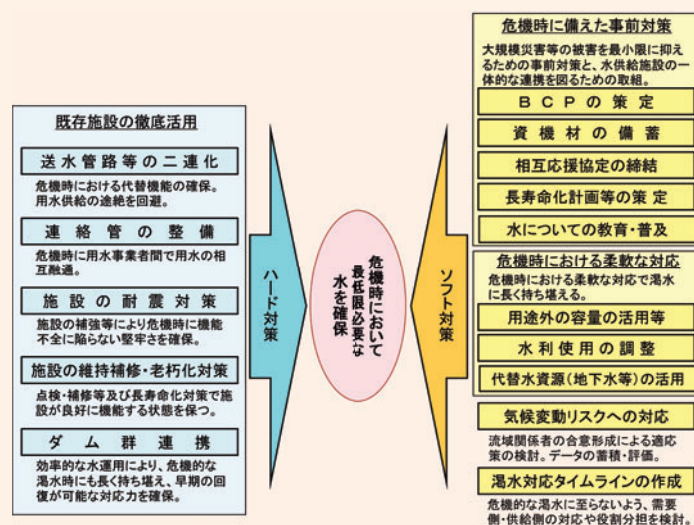 既存施設の徹底活用
送水管路等の二連化
危機時における代替機能の確保。
用水供給の途絶を回避。
連絡管の整備
危機時に用水事業者間で用水の相
互融通。
施設の耐震対策
施設の補強等により危機時に機能
不全に陥らない堅牢さを確保。
施設の維持補修・老朽化対策
点検・補修等及び長寿命化対策で施
設が良好に機能する状態を保つ。
ダム群連携
効率的な水運用により、危機的な
渇水時にも長く持ち堪え、早期の回
復が可能な対応力を確保。
ハード対策
危機時において
最低限必要な
水を確保
ソフト対策
危機時に備えた事前対策
大規模災害等の被害を最小限に抑え
るための事前対策と、水供給施設の一
体的な連携を図るための取組。
BCPの策定
資機材の備蓄
相互応援協定の締結
長寿命化計画等の策定
水についての教育・普及
危機時における柔軟な対応
危機時における柔軟な対応で渇水
に長く持ち堪える。
用途外の容量の活用等
水利使用の調整
代替水資源(地下水等)の活用
気候変動リスクへの対応
流域関係者の合意形成による適応
策の検討。データの蓄積・評価。
渇水対応タイムラインの作成
危機的な渇水に至らないよう、需要
側・供給側の対応や役割分担を検討。